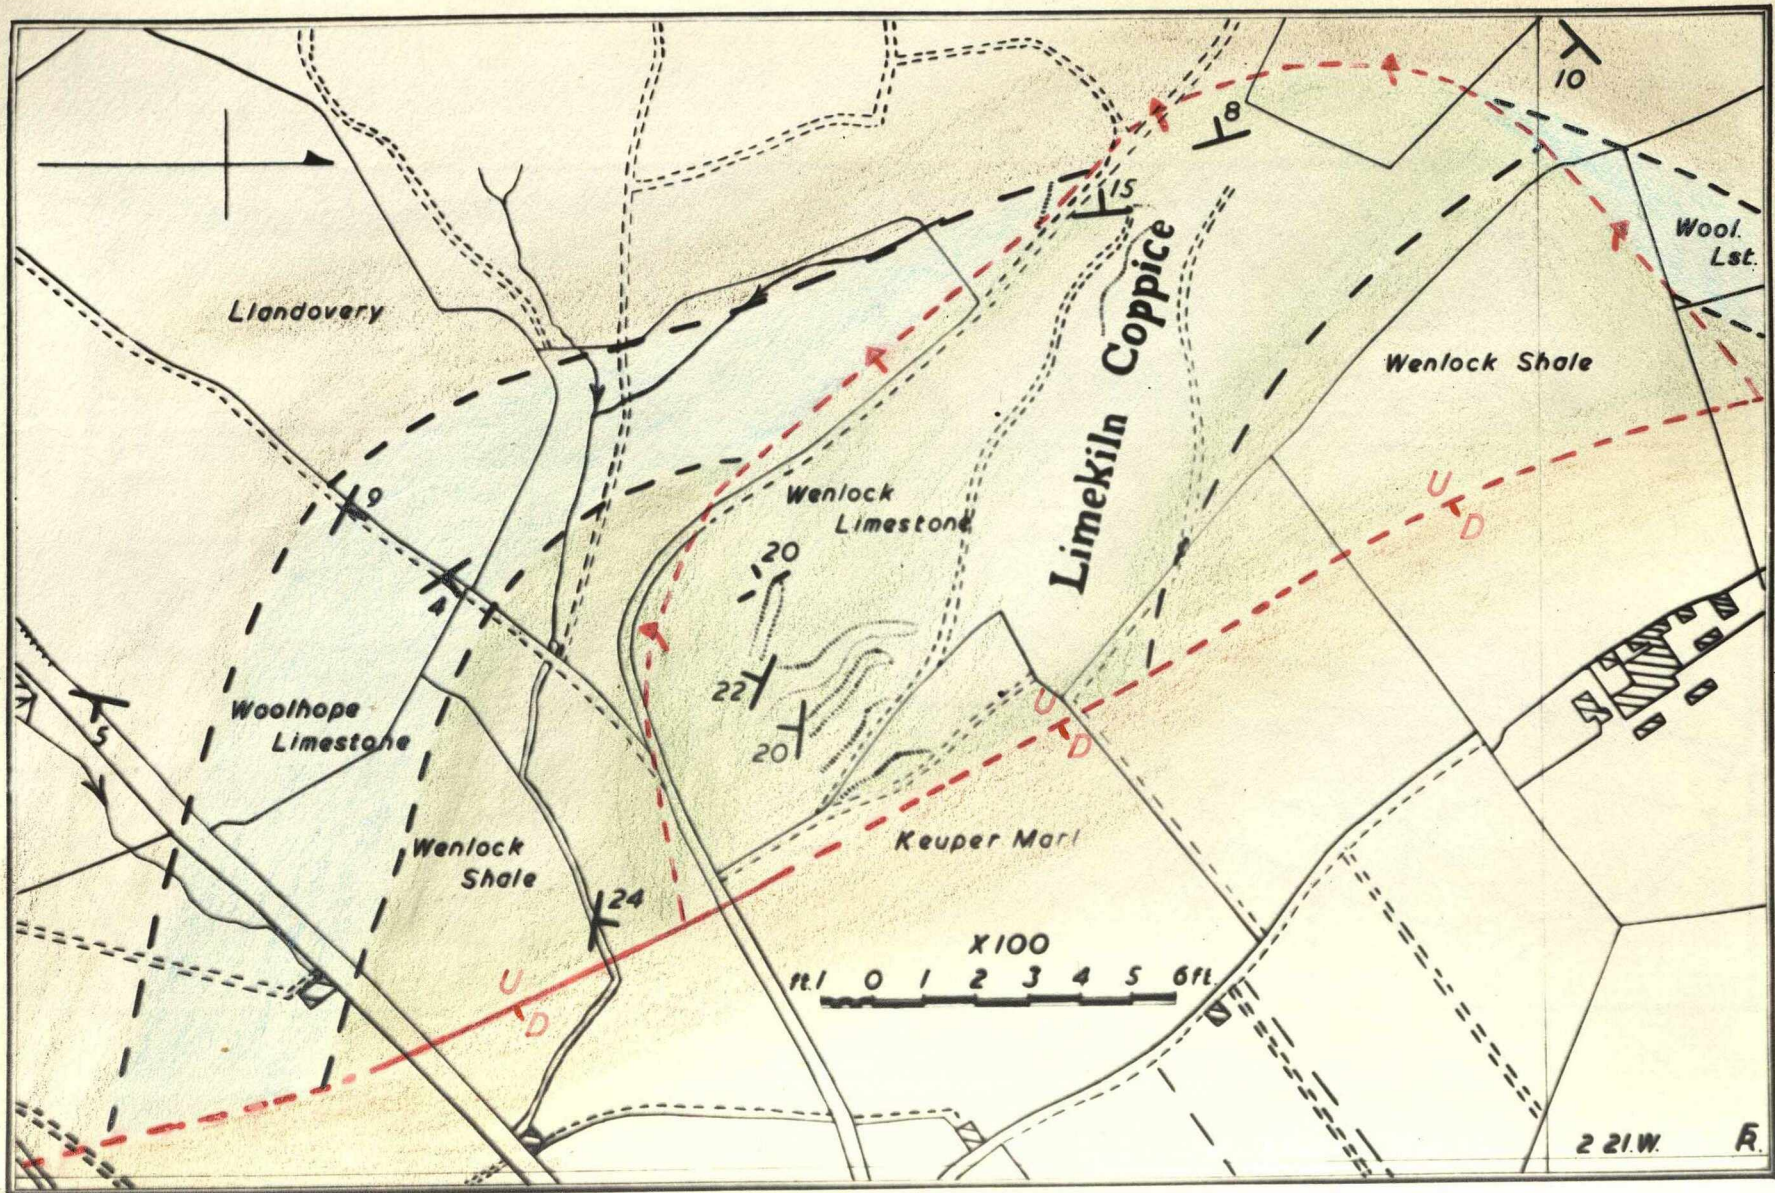 10
8
15
Limekiln Coppice
Wool.
Lst.
Llandovery
Wenlock Shale
9
Wenlock
Limestone
U
D
20
4
22
Woolhope
Limestone
5
20
U
D
Wenlock
Shale
Keuper Marl
24
X100
ft.1 0 1 2 3 4 5 6ft.
U
D
2 21.W.